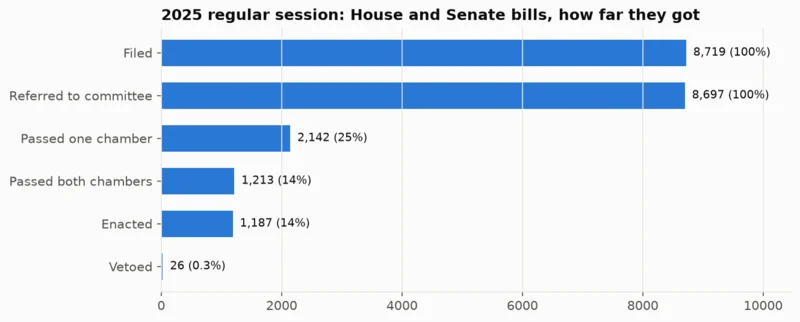 2025 regular session: House and Senate bills, how far they got
Filed
8,719 (100%)
Referred to committee
8,697 (100%)
Passed one chamber
2,142 (25%)
Passed both chambers
1,213 (14%)
Enacted
1,187 (14%)
Vetoed
26 (0.3%)
0 2000 4000 6000 8000 10000